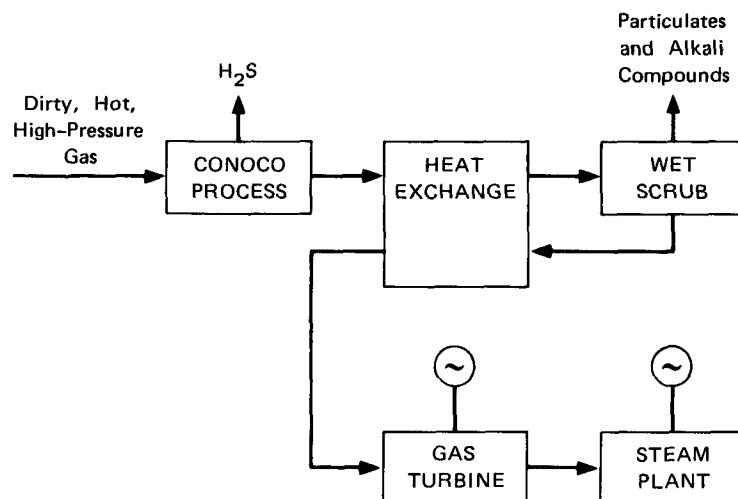 Particulates
and Alkali
Compounds
H₂S
Dirty, Hot,
High-Pressure
Gas
CONOCO
PROCESS
HEAT
EXCHANGE
WET
SCRUB
~
~
GAS
TURBINE
STEAM
PLANT